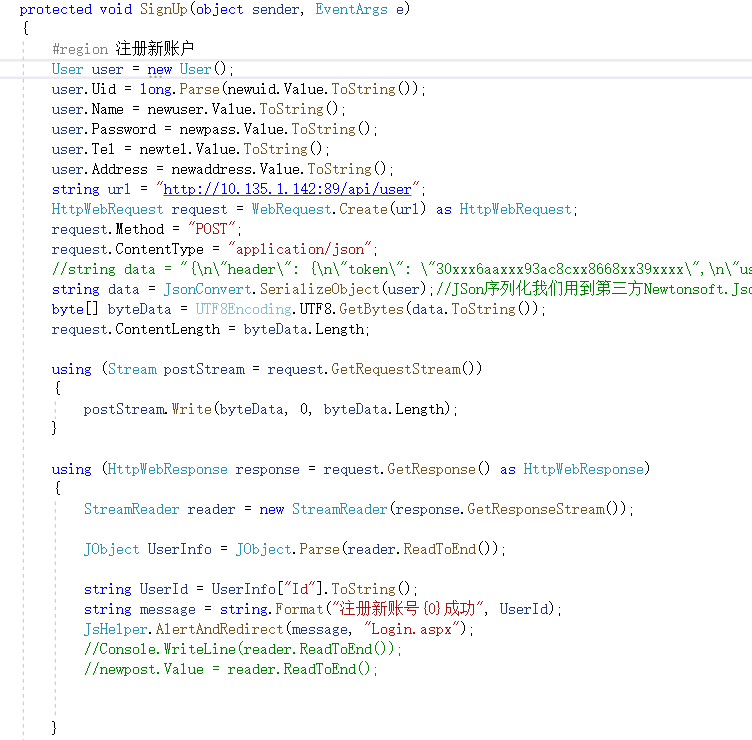 protected void SignUp(object sender, EventArgs e)
{
#region 注册新账户
User user = new User();
user.Uid = long.Parse(newuid.Value.ToString());
user.Name = newuser.Value.ToString();
user.Password = newpass.Value.ToString();
user.Tel = newtel.Value.ToString();
user.Address = newaddress.Value.ToString();
string url = "http://10.135.1.142:89/api/user";
HttpWebRequest request = WebRequest.Create(url) as HttpWebRequest;
request.Method = "POST";
request.ContentType = "application/json";
//string data = "{\n\"header\": {\n\"token\": \"30xxx6aaxxx93ac8cxx8668xx39xxxx\",\n\"us
string data = JsonConvert.SerializeObject(user);//JSon序列化我们用到第三方Newtonsoft.Jso
byte[] byteData = UTF8Encoding.UTF8.GetBytes(data.ToString());
request.ContentLength = byteData.Length;
using (Stream postStream = request.GetRequestStream())
{
postStream.Write(byteData, 0, byteData.Length);
}
using (HttpWebResponse response = request.GetResponse() as HttpWebResponse)
{
StreamReader reader = new StreamReader(response.GetResponseStream());
JObject UserInfo = JObject.Parse(reader.ReadToEnd());
string UserId = UserInfo["Id"].ToString();
string message = string.Format("注册新账号{0}成功", UserId);
JsHelper.AlertAndRedirect(message, "Login.aspx");
//Console.WriteLine(reader.ReadToEnd());
//newpost.Value = reader.ReadToEnd();
}